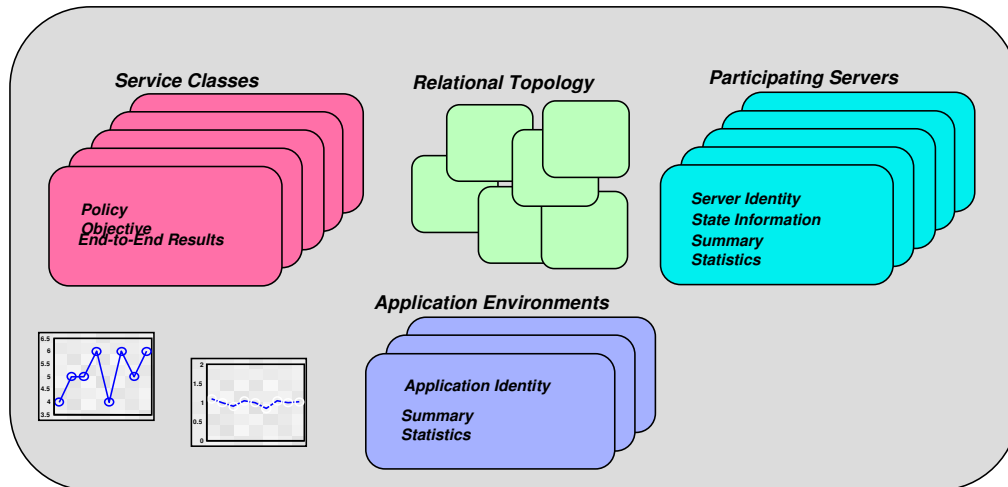 Service Classes
Relational Topology
Participating Servers
Policy
Objective
End-to-End Results
Server Identity
State Information
Summary
Statistics
Application Environments
Application Identity
Summary
Statistics
6.5
6
5.5
5
4.5
4
3.5
2
1.5
1
0.5
0